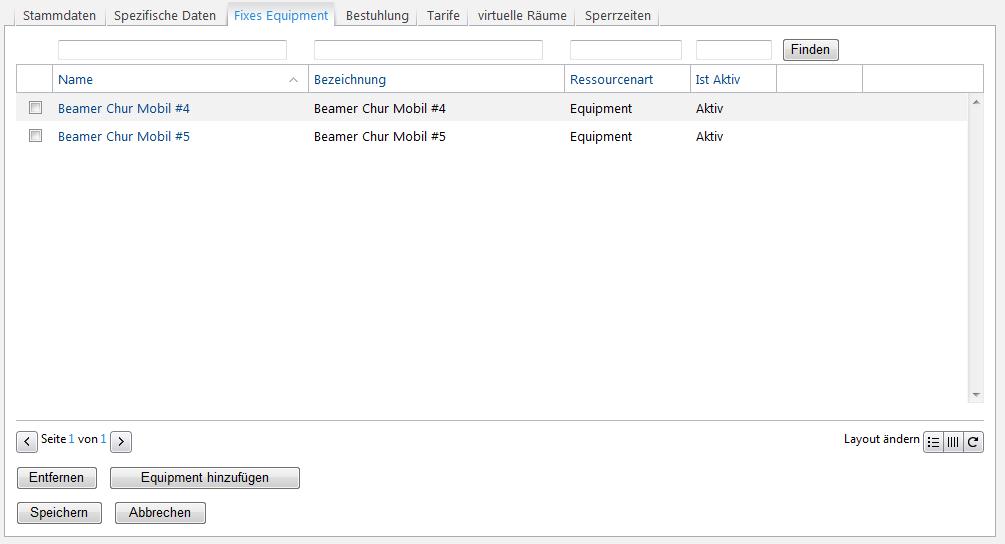 Stammdaten Spezifische Daten Fixes Equipment Bestuhlung Tarife virtuelle Räume Sperrzeiten
Finden
Name Bezeichnung Ressourcenart Ist Aktiv
Beamer Chur Mobil #4 Beamer Chur Mobil #4 Equipment Aktiv
Beamer Chur Mobil #5 Beamer Chur Mobil #5 Equipment Aktiv
Seite 1 von 1 Layout ändern
Entfernen Equipment hinzufügen
Speichern Abbrechen